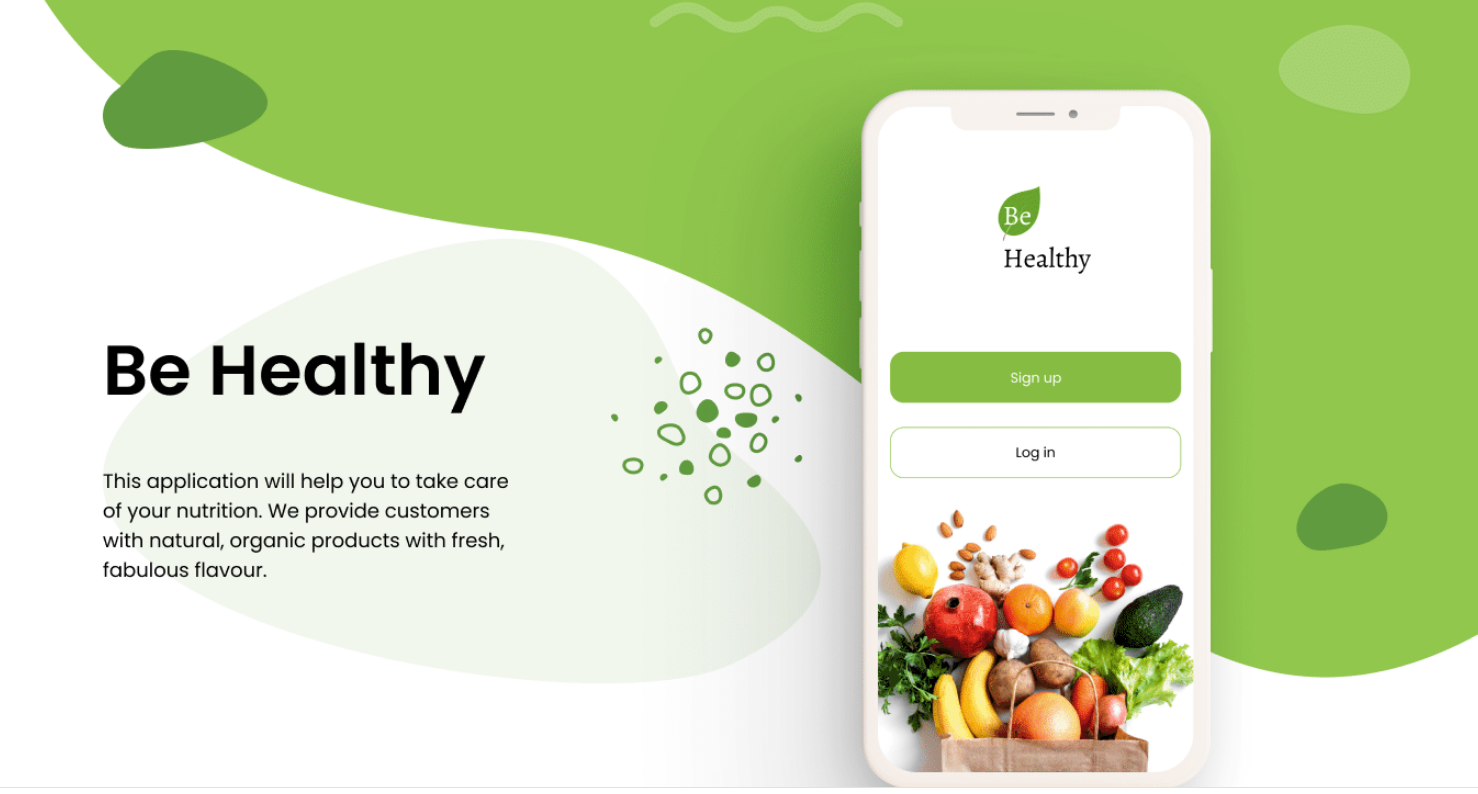 Be Healthy
This application will help you to take care
of your nutrition. We provide customers
with natural, organic products with fresh,
fabulous flavour.
Be
Healthy
Sign up
Log in